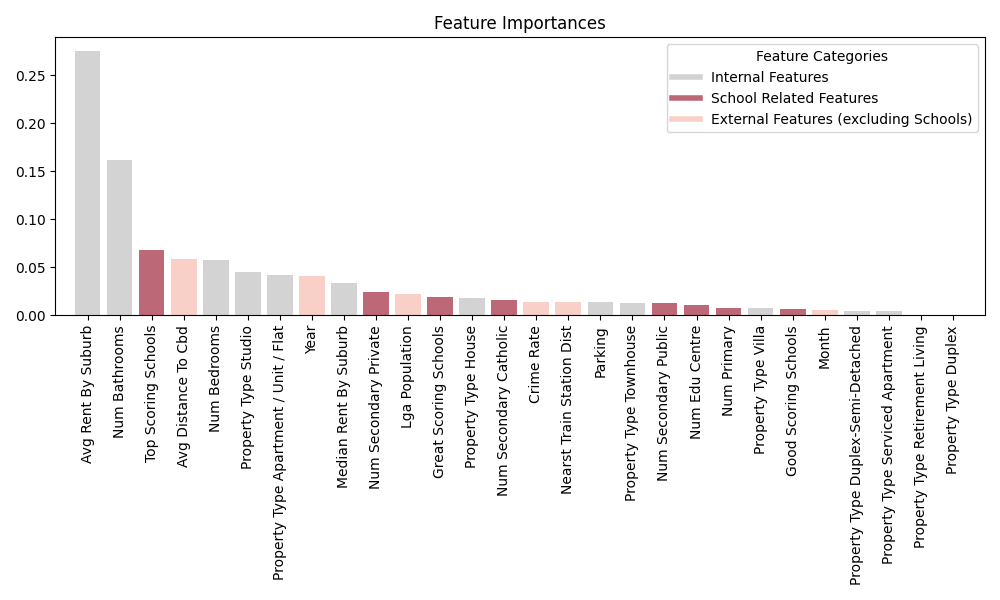 Feature Importances
Feature Categories
Internal Features
School Related Features
External Features (excluding Schools)
0.25
0.20
0.15
0.10
0.05
0.00
Avg Rent By Suburb
Num Bathrooms
Top Scoring Schools
Avg Distance To Cbd
Num Bedrooms
Property Type Studio
Property Type Apartment / Unit / Flat
Year
Median Rent By Suburb
Num Secondary Private
Lga Population
Great Scoring Schools
Property Type House
Num Secondary Catholic
Crime Rate
Nearst Train Station Dist
Parking
Property Type Townhouse
Num Secondary Public
Num Edu Centre
Num Primary
Property Type Villa
Good Scoring Schools
Month
Property Type Duplex-Semi-Detached
Property Type Serviced Apartment
Property Type Retirement Living
Property Type Duplex